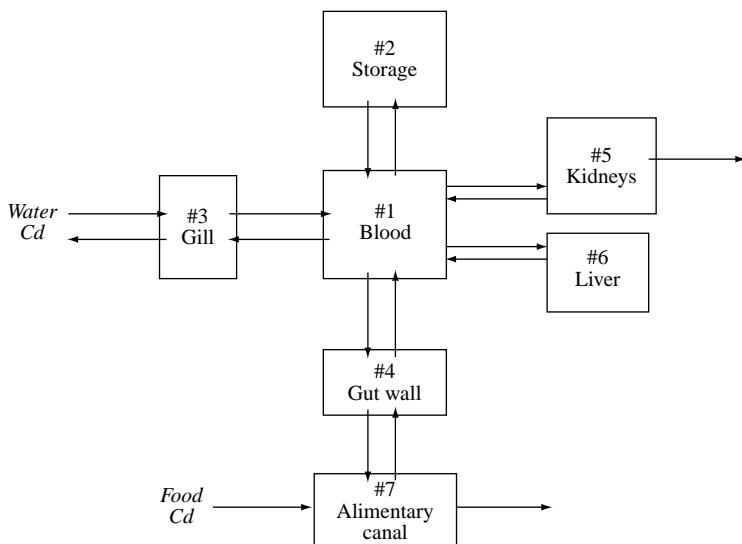 #2
Storage
#5
Kidneys
Water
Cd
#3
Gill
#1
Blood
#6
Liver
#4
Gut wall
Food
Cd
#7
Alimentary
canal